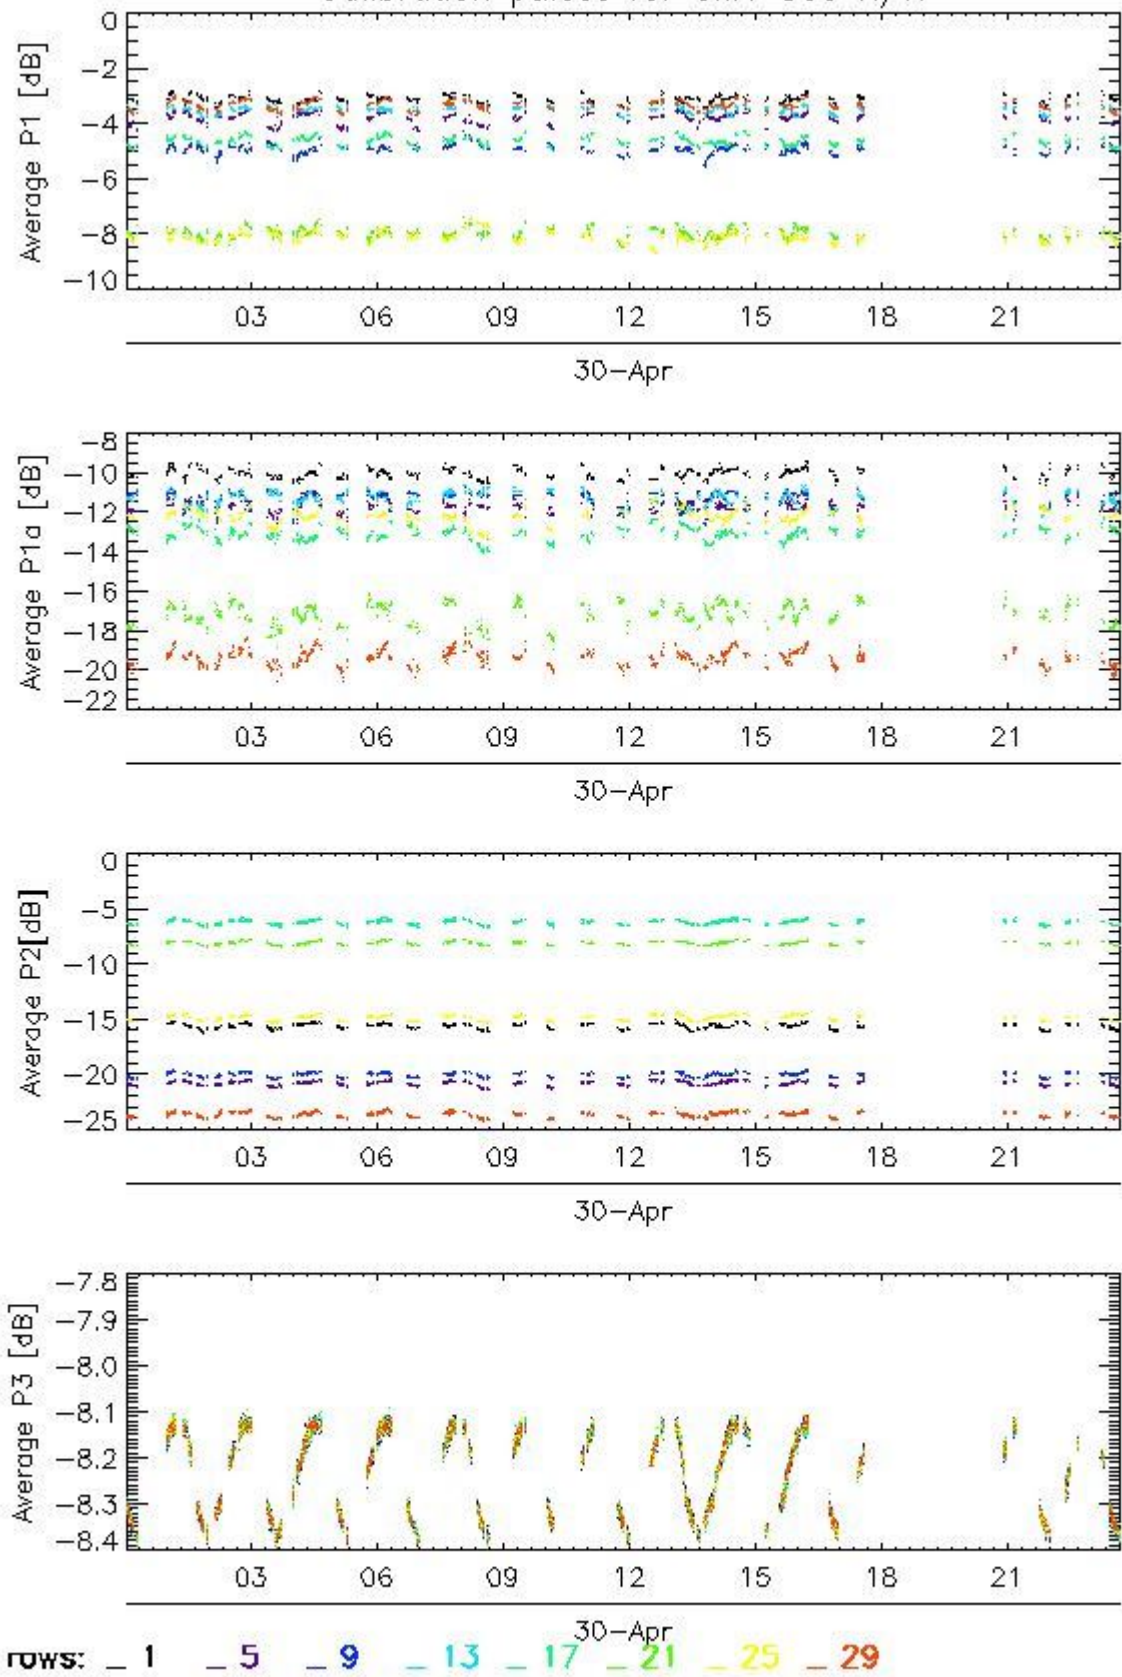 Average P1 [dB]
0
−2
−4
−6
−8
−10
03 06 09 12 15 18 21
30−Apr
Average P1a [dB]
−8
−10
−12
−14
−16
−18
−20
−22
03 06 09 12 15 18 21
30−Apr
Average P2[dB]
0
−5
−10
−15
−20
−25
03 06 09 12 15 18 21
30−Apr
Average P3 [dB]
−7.8
−7.9
−8.0
−8.1
−8.2
−8.3
−8.4
03 06 09 12 15 18 21
30−Apr
rows: _ 1 _ 5 _ 9 _ 13 _ 17 _ 21 _ 25 _ 29